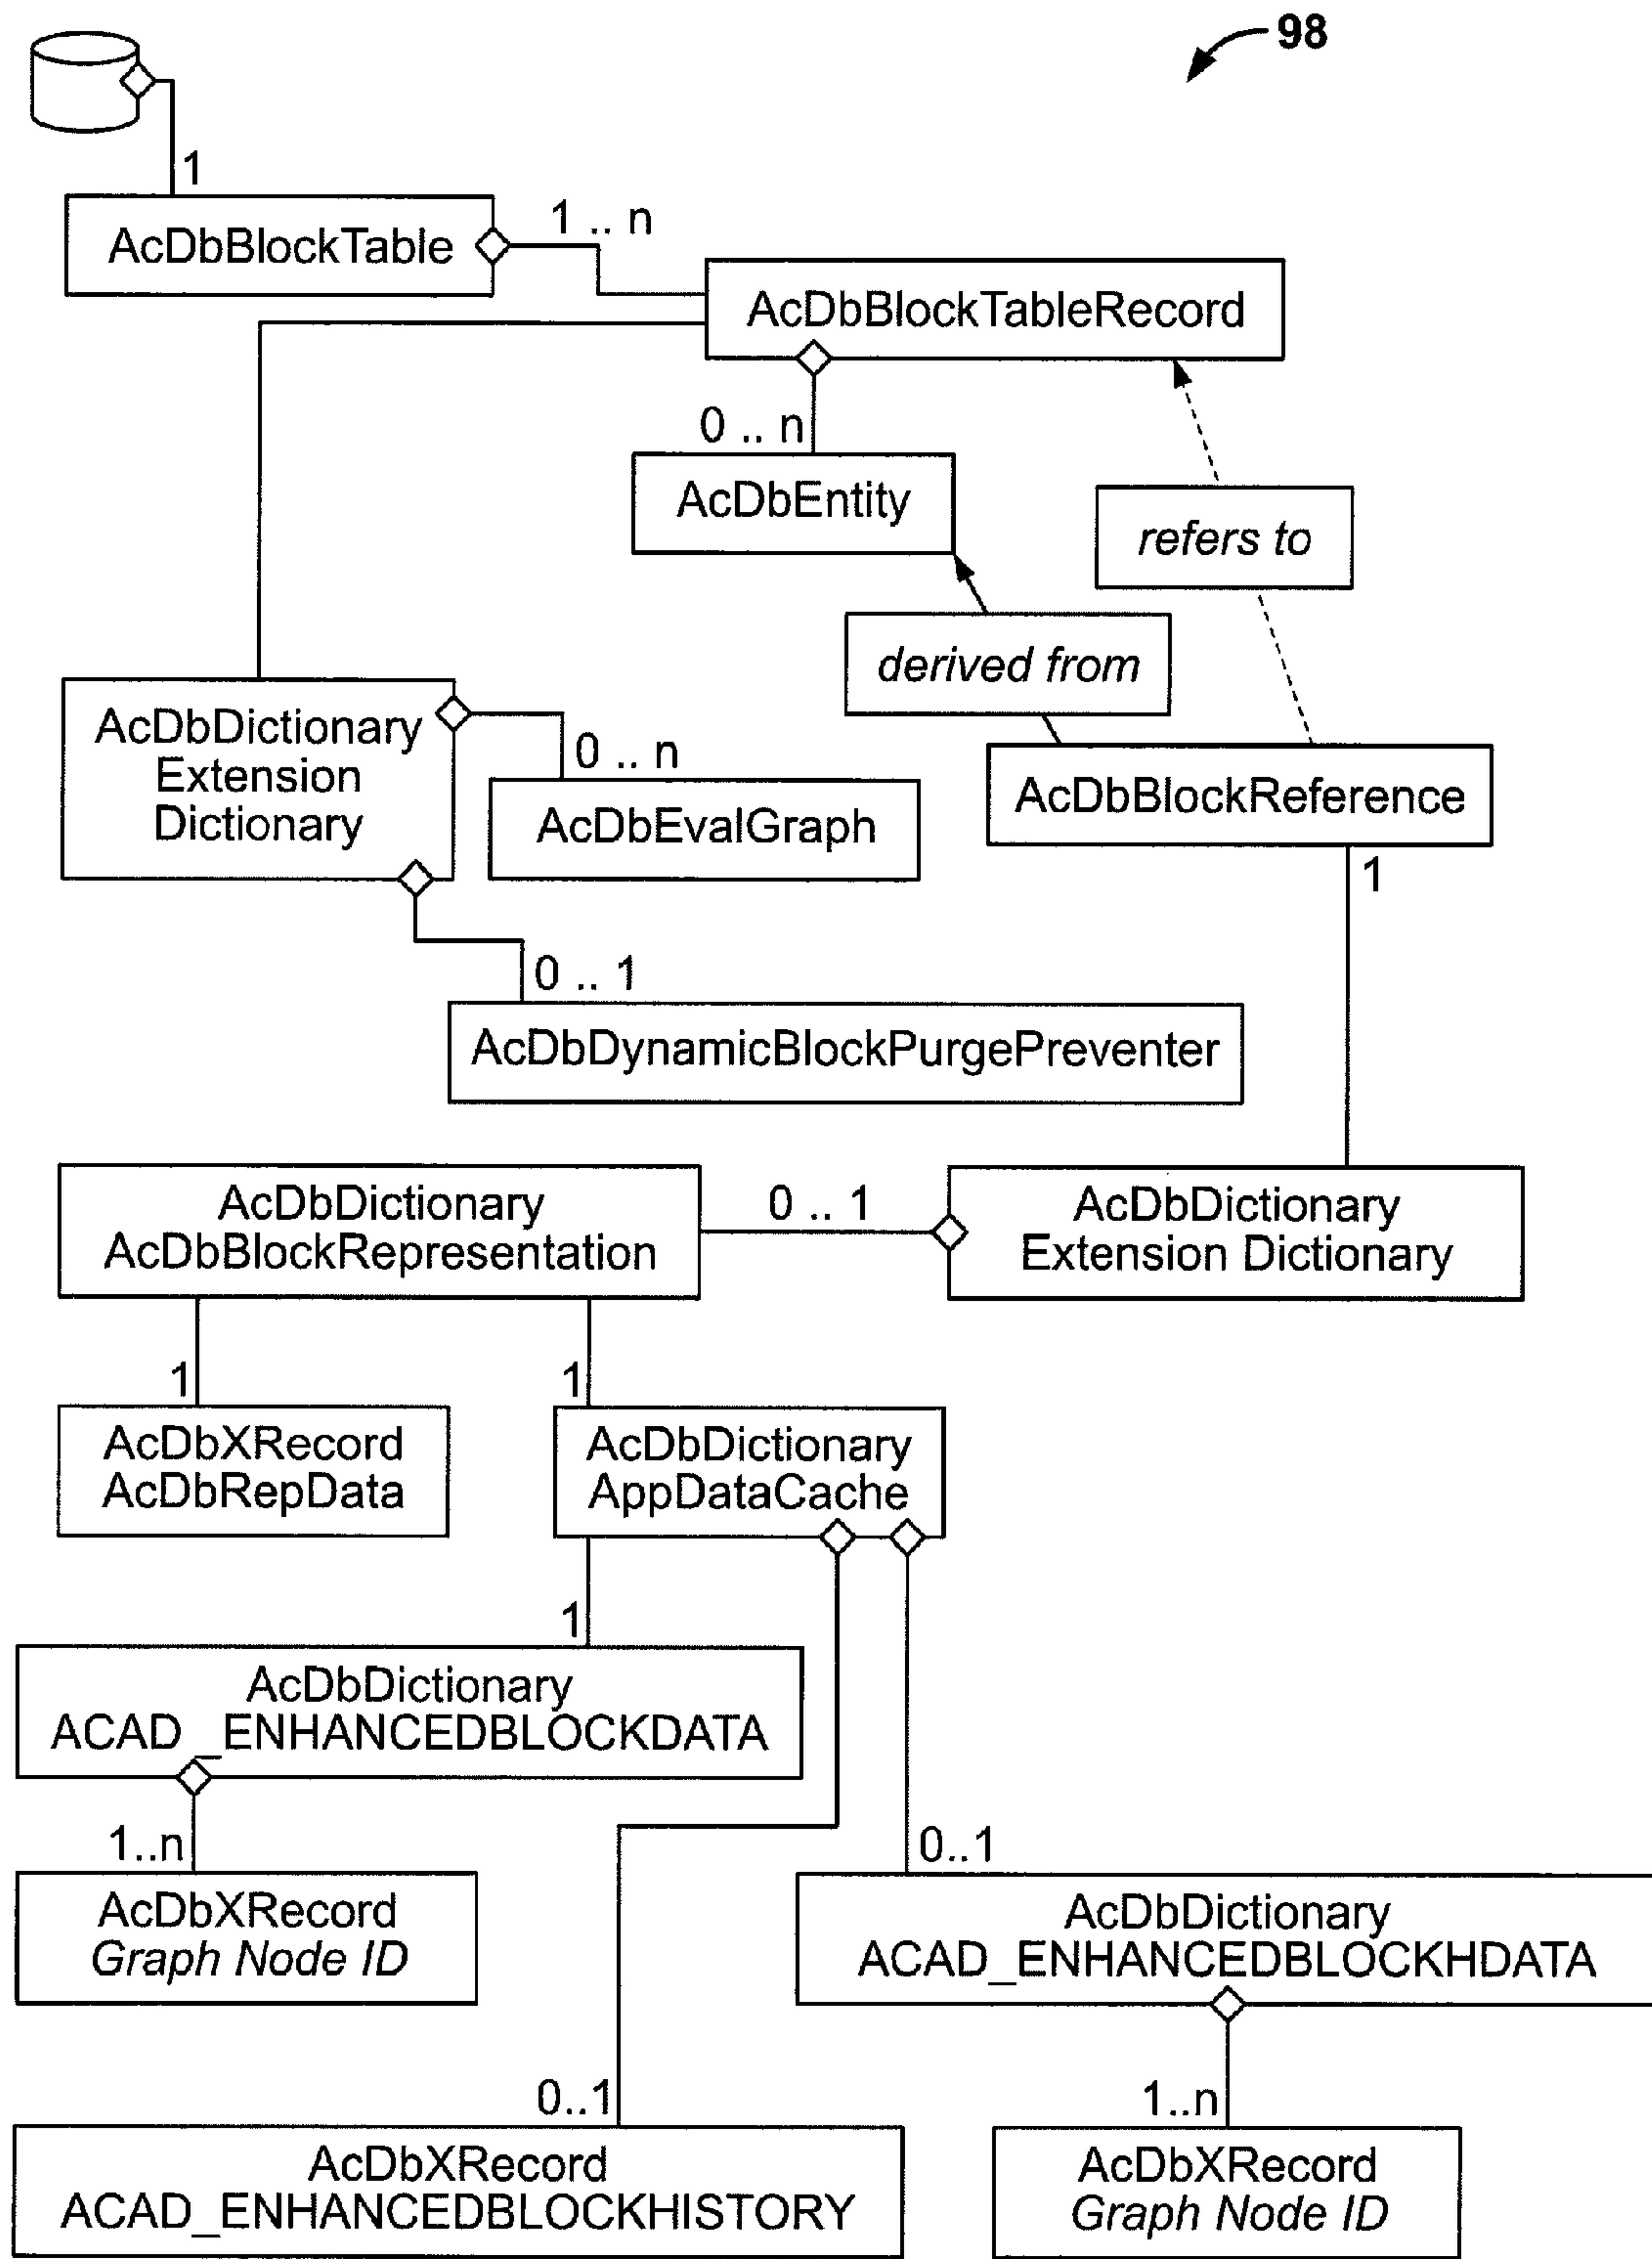 98
1
AcDbBlockTable
1 .. n
AcDbBlockTableRecord
0 .. n
AcDbEntity
refers to
derived from
AcDbDictionary
Extension
Dictionary
0 .. n
AcDbEvalGraph
AcDbBlockReference
1
0 .. 1
AcDbDynamicBlockPurgePreventer
AcDbDictionary
AcDbBlockRepresentation
0 .. 1
AcDbDictionary
Extension Dictionary
1
1
AcDbXRecord
AcDbRepData
AcDbDictionary
AppDataCache
1
AcDbDictionary
ACAD _ENHANCEDBLOCKDATA
1..n
0..1
AcDbXRecord
Graph Node ID
AcDbDictionary
ACAD_ENHANCEDBLOCKHDATA
0..1
1..n
AcDbXRecord
ACAD_ENHANCEDBLOCKHISTORY
AcDbXRecord
Graph Node ID